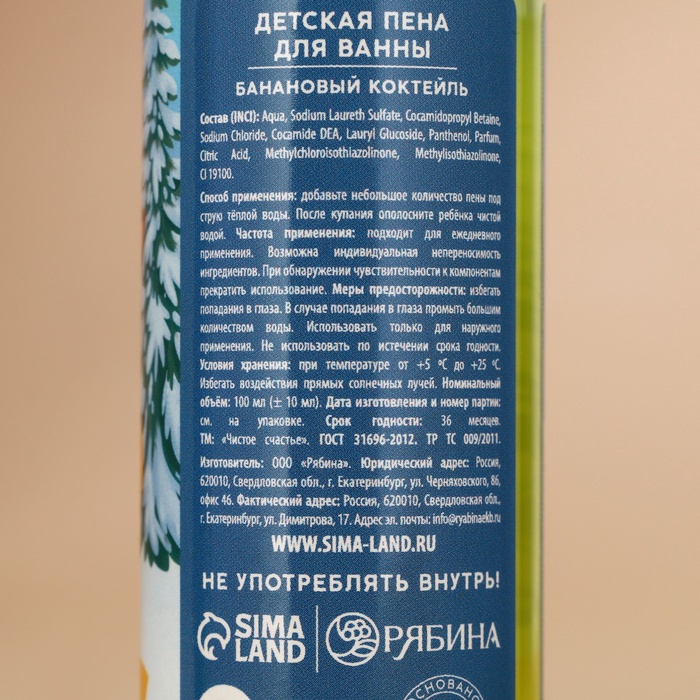 ДЕТСКАЯ ПЕНА
ДЛЯ ВАННЫ
БАНАНОВЫЙ КОКТЕЙЛЬ
Состав (INCI): Aqua, Sodium Laureth Sulfate, Cocamidopropyl Betaine,
Sodium Chloride, Cocamide DEA, Lauryl Glucoside, Panthenol, Parfum,
Citric Acid, Methylchloroisothiazolinone, Methylisothiazolinone,
CI 19100.
Способ применения: добавьте небольшое количество пены под
струю тёплой воды. После купания ополосните ребёнка чистой
водой. Частота применения: подходит для ежедневного
применения. Возможна индивидуальная непереносимость
ингредиентов. При обнаружении чувствительности к компонентам
прекратить использование. Меры предосторожности: избегать
попадания в глаза. В случае попадания в глаза промыть большим
количеством воды. Использовать только для наружного
применения. Не использовать по истечении срока годности.
Условия хранения: при температуре от +5 °C до +25 °C.
Избегать воздействия прямых солнечных лучей. Номинальный
объём: 100 мл (± 10 мл). Дата изготовления и номер партии:
см. на упаковке. Срок годности: 36 месяцев.
ТМ: «Чистое счастье». ГОСТ 31696-2012. ТР ТС 009/2011.
Изготовитель: ООО «Рябина». Юридический адрес: Россия,
620010, Свердловская обл., г. Екатеринбург, ул. Черняховского, 86,
офис 46. Фактический адрес: Россия, 620010, Свердловская обл.,
г. Екатеринбург, ул. Димитрова, 17. Адрес эл. почты: info@ryabinaekb.ru
WWW.SIMA-LAND.RU
НЕ УПОТРЕБЛЯТЬ ВНУТРЬ!
SIMA
LAND
РЯБИНА
ОСНОВАНО